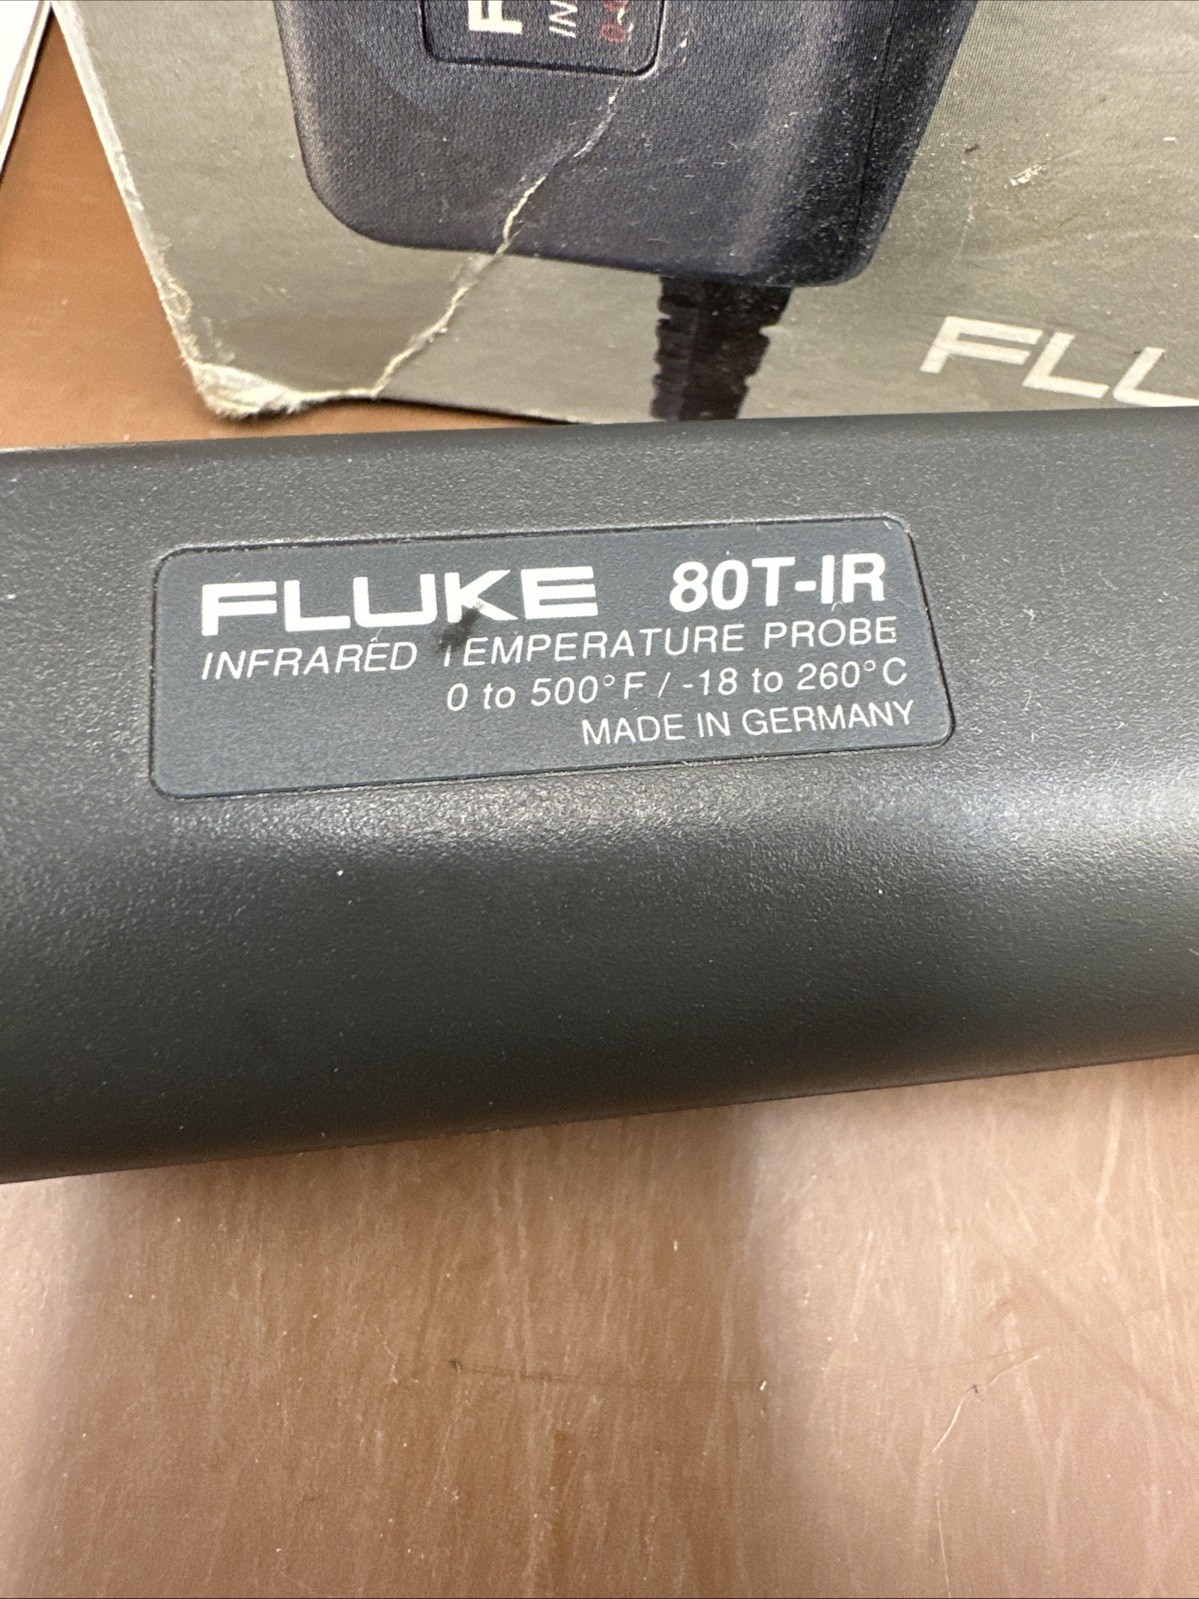 FLUKE 80T-IR
INFRARED TEMPERATURE PROBE
0 to 500°F / -18 to 260°C
MADE IN GERMANY